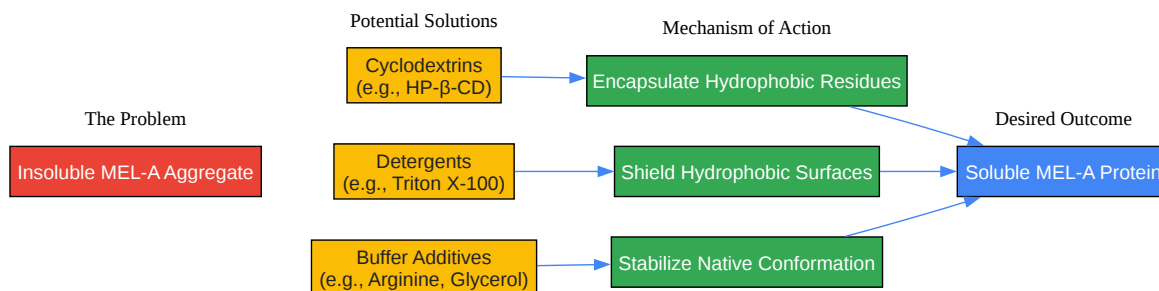 Potential Solutions
Mechanism of Action
Cyclodextrins
(e.g., HP-β-CD)
Encapsulate Hydrophobic Residues
The Problem
Desired Outcome
Insoluble MEL-A Aggregate
Detergents
(e.g., Triton X-100)
Shield Hydrophobic Surfaces
Soluble MEL-A Protein
Buffer Additives
(e.g., Arginine, Glycerol)
Stabilize Native Conformation